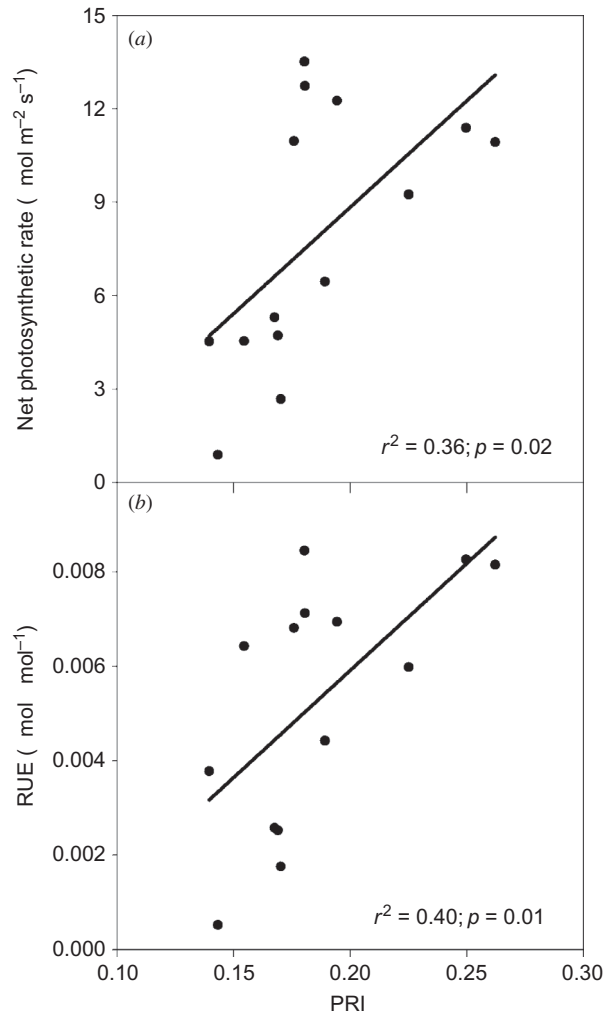 15
(a)
12
9
6
3
0
Net photosynthetic rate ( mol m⁻² s⁻¹)
r² = 0.36; p = 0.02
(b)
0.008
0.006
0.004
0.002
0.000
RUE ( mol mol⁻¹)
r² = 0.40; p = 0.01
0.10 0.15 0.20 0.25 0.30
PRI